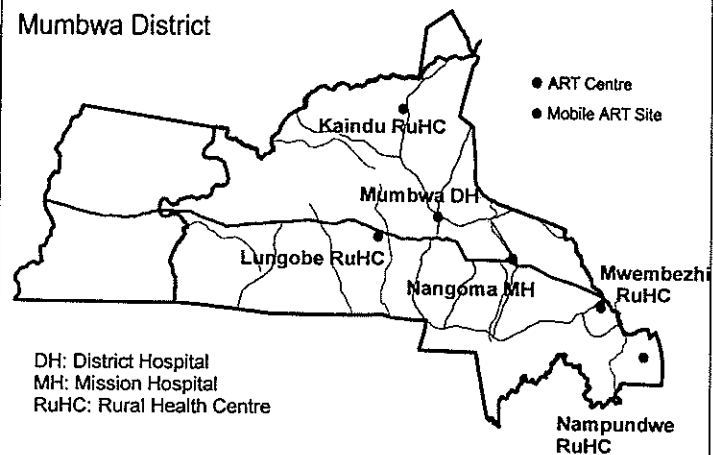 Mumbwa District
ART Centre
Mobile ART Site
Kaindu RuHC
Mumbwa DH
Lungobe RuHC
Nangoma MH
Mwembezhi
RuHC
DH: District Hospital
MH: Mission Hospital
RuHC: Rural Health Centre
Nampundwe
RuHC